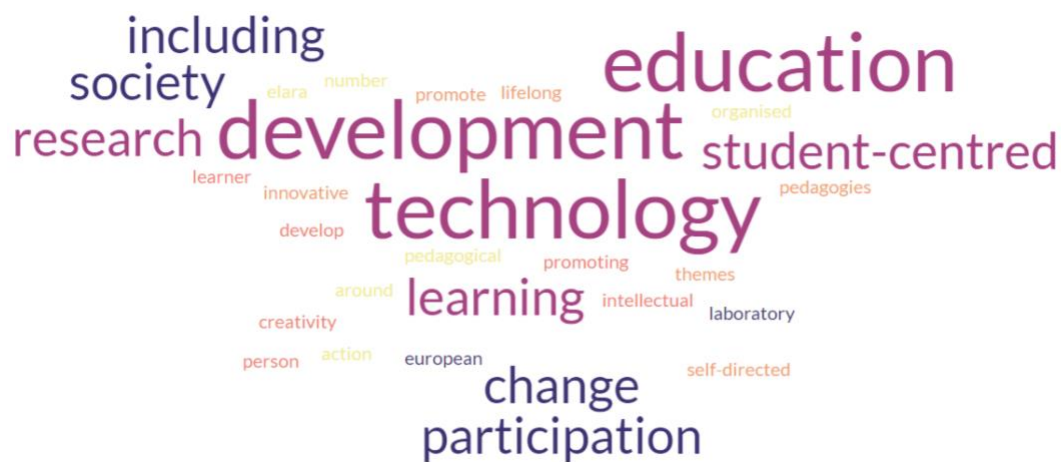 including
education
society
elara number promote lifelong
organised
research development student-centred
learner innovative technology pedagogies
develop
pedagogical promoting themes
around learning intellectual laboratory
creativity
person action european self-directed
change
participation